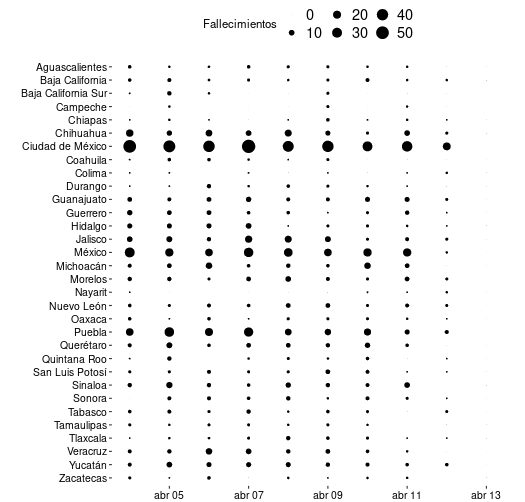 Fallecimientos
0 20 40
10 30 50
Aguascalientes
Baja California
Baja California Sur
Campeche
Chiapas
Chihuahua
Ciudad de México
Coahuila
Colima
Durango
Guanajuato
Guerrero
Hidalgo
Jalisco
México
Michoacán
Morelos
Nayarit
Nuevo León
Oaxaca
Puebla
Querétaro
Quintana Roo
San Luis Potosí
Sinaloa
Sonora
Tabasco
Tamaulipas
Tlaxcala
Veracruz
Yucatán
Zacatecas
abr 05 abr 07 abr 09 abr 11 abr 13